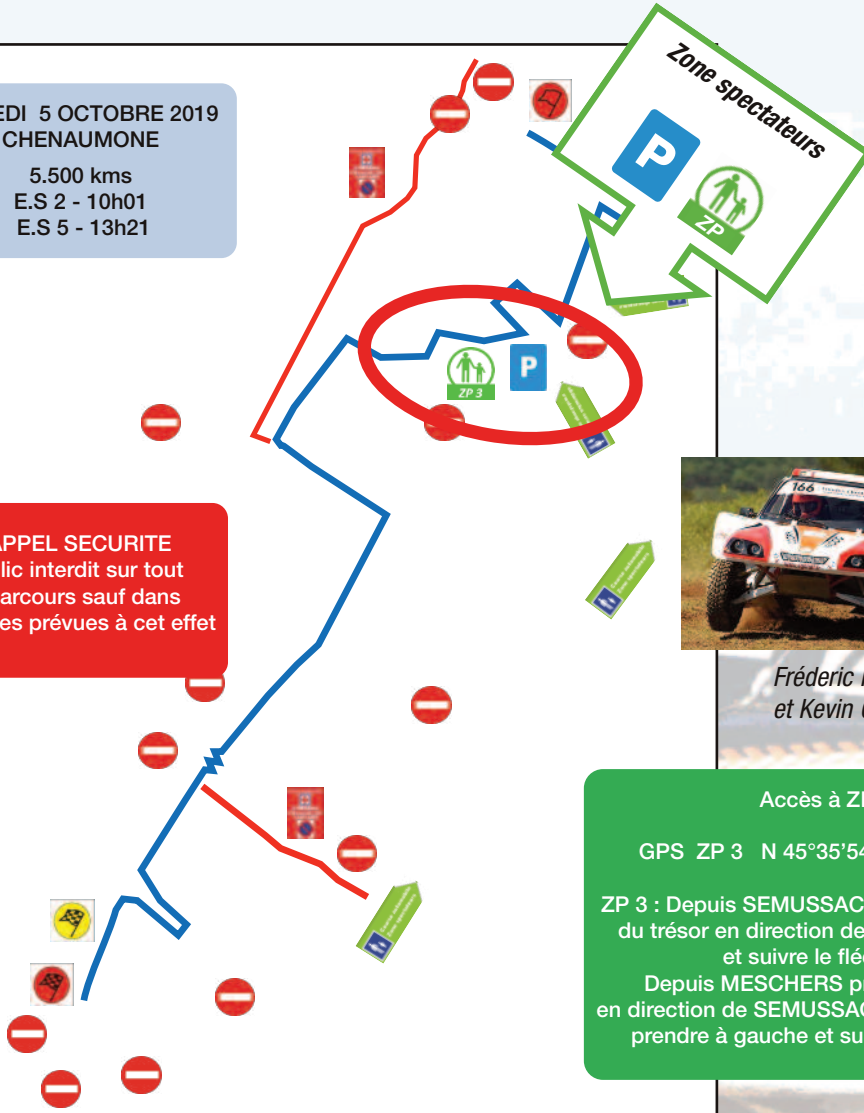 EDI 5 OCTOBRE 2019
CHENAUMONE
5.500 kms
E.S 2 - 10h01
E.S 5 - 13h21
Zone spectateurs
P
ZP
ZP 3
P
APPEL SECURITE
lic interdit sur tout
arcours sauf dans
es prévues à cet effet
166
Fréderic
et Kevin
Accès à
GPS ZP 3 N 45°35'54
ZP 3 : Depuis SEMUSSAC
du trésor en direction de
et suivre le
Depuis MESCHERS
en direction de SEMUSSAC
prendre à gauche et